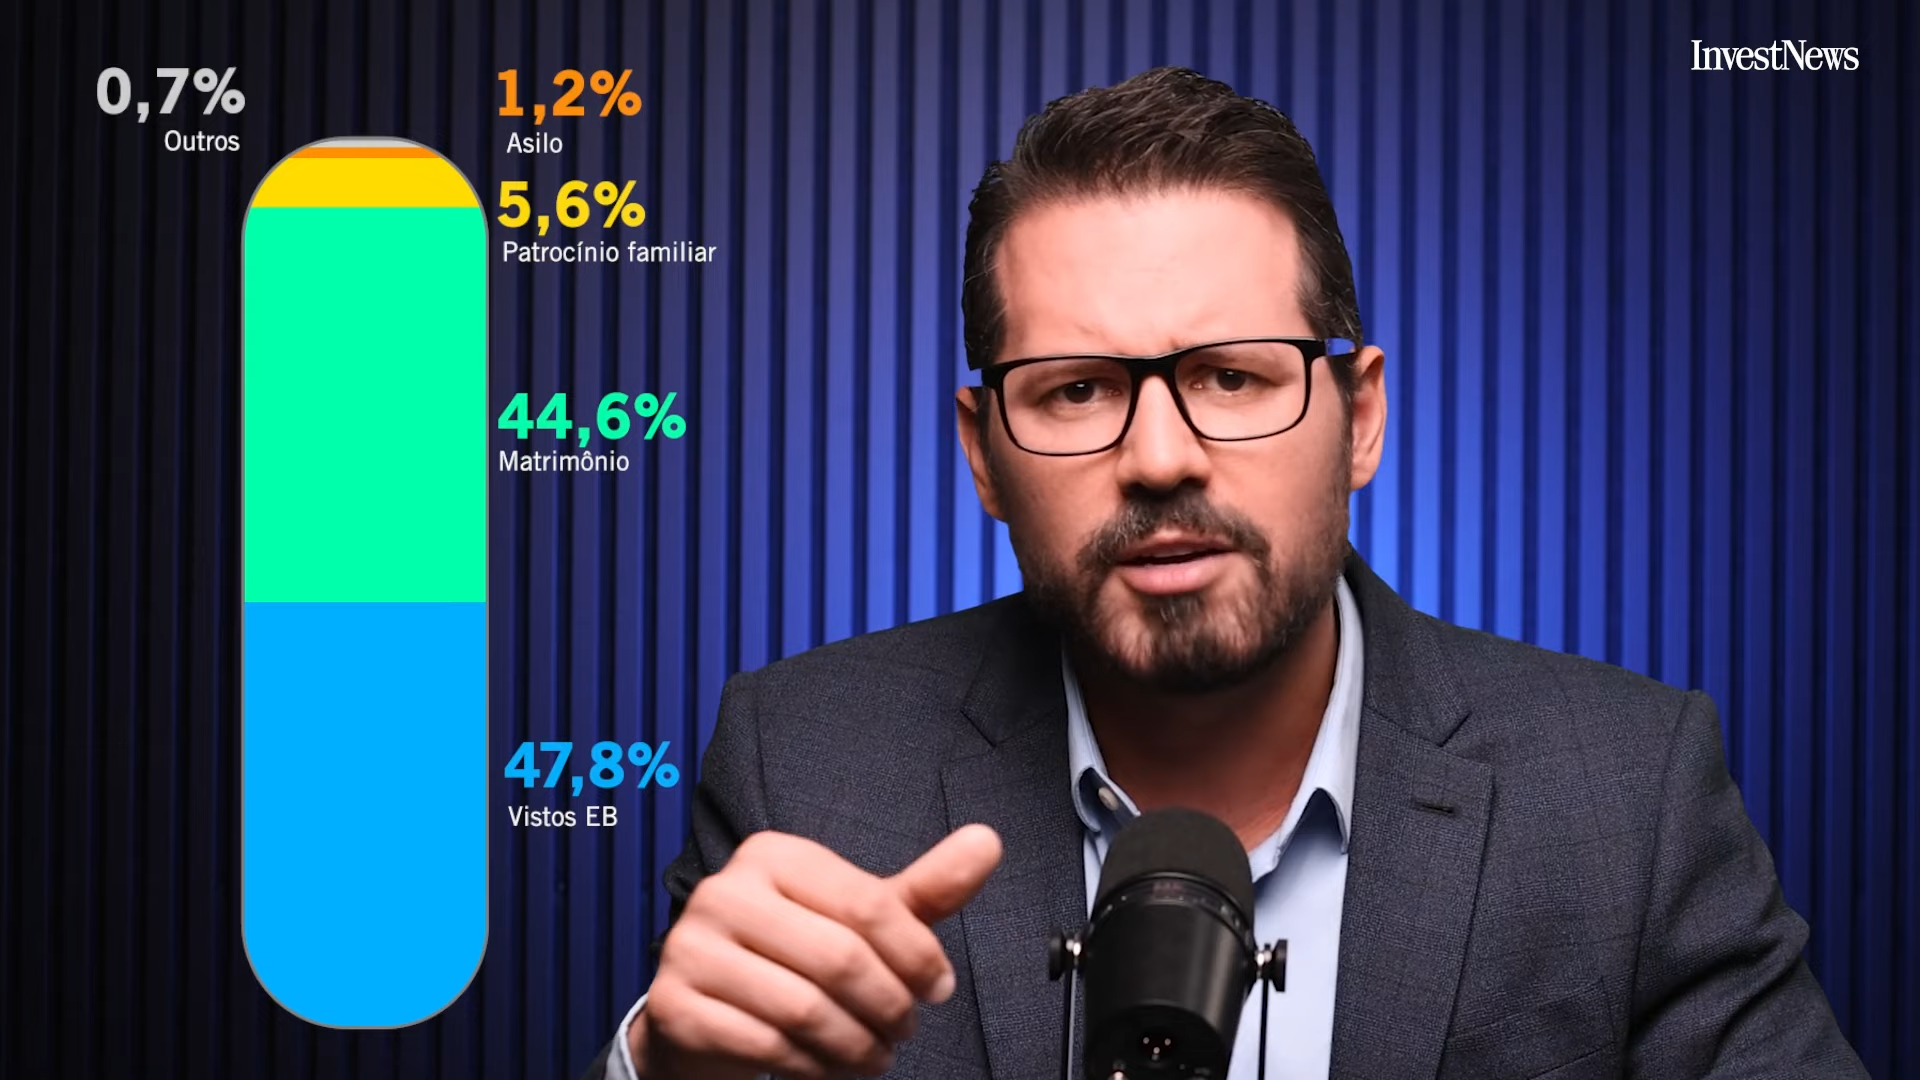 InvestNews
0,7%
Outros
1,2%
Asilo
5,6%
Patrocínio familiar
44,6%
Matrimônio
47,8%
Vistos EB